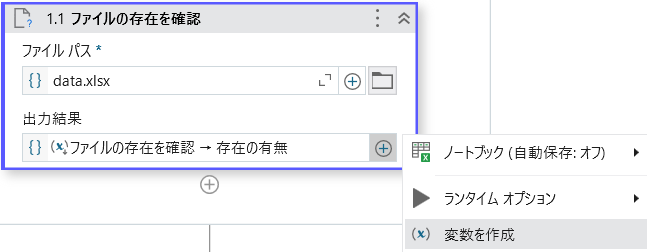 1.1 ファイルの存在を確認
ファイル パス *
{ } data.xlsx
出力結果
{ } (x)ファイルの存在を確認 → 存在の有無
ノートブック (自動保存: オフ)
ランタイム オプション
(x) 変数を作成